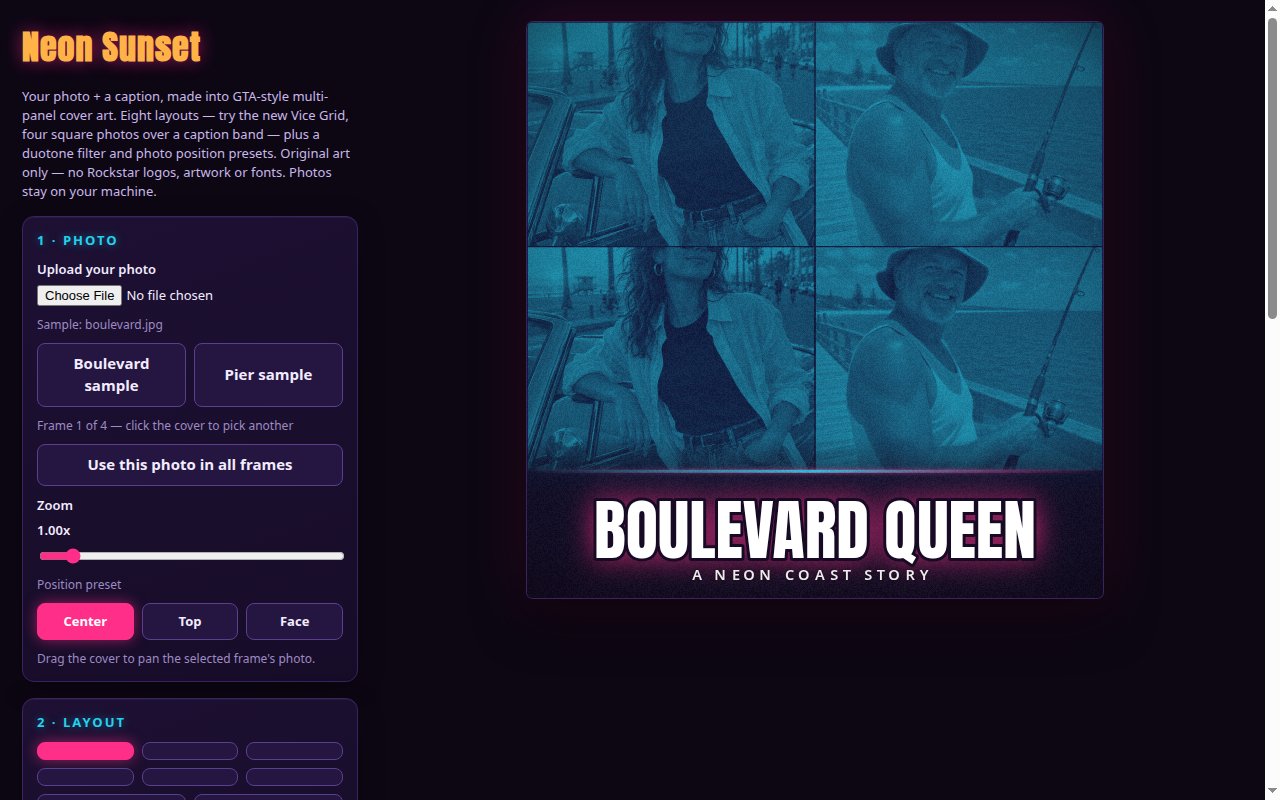 Neon Sunset
Your photo + a caption, made into GTA-style multi-
panel cover art. Eight layouts — try the new Vice Grid,
four square photos over a caption band — plus a
duotone filter and photo position presets. Original art
only — no Rockstar logos, artwork or fonts. Photos
stay on your machine.
1 · PHOTO
Upload your photo
Choose File No file chosen
Sample: boulevard.jpg
Boulevard
sample
Pier sample
Frame 1 of 4 — click the cover to pick another
Use this photo in all frames
Zoom
1.00x
Position preset
Center
Top
Face
Drag the cover to pan the selected frame's photo.
2 · LAYOUT
BOULEVARD QUEEN
A NEON COAST STORY